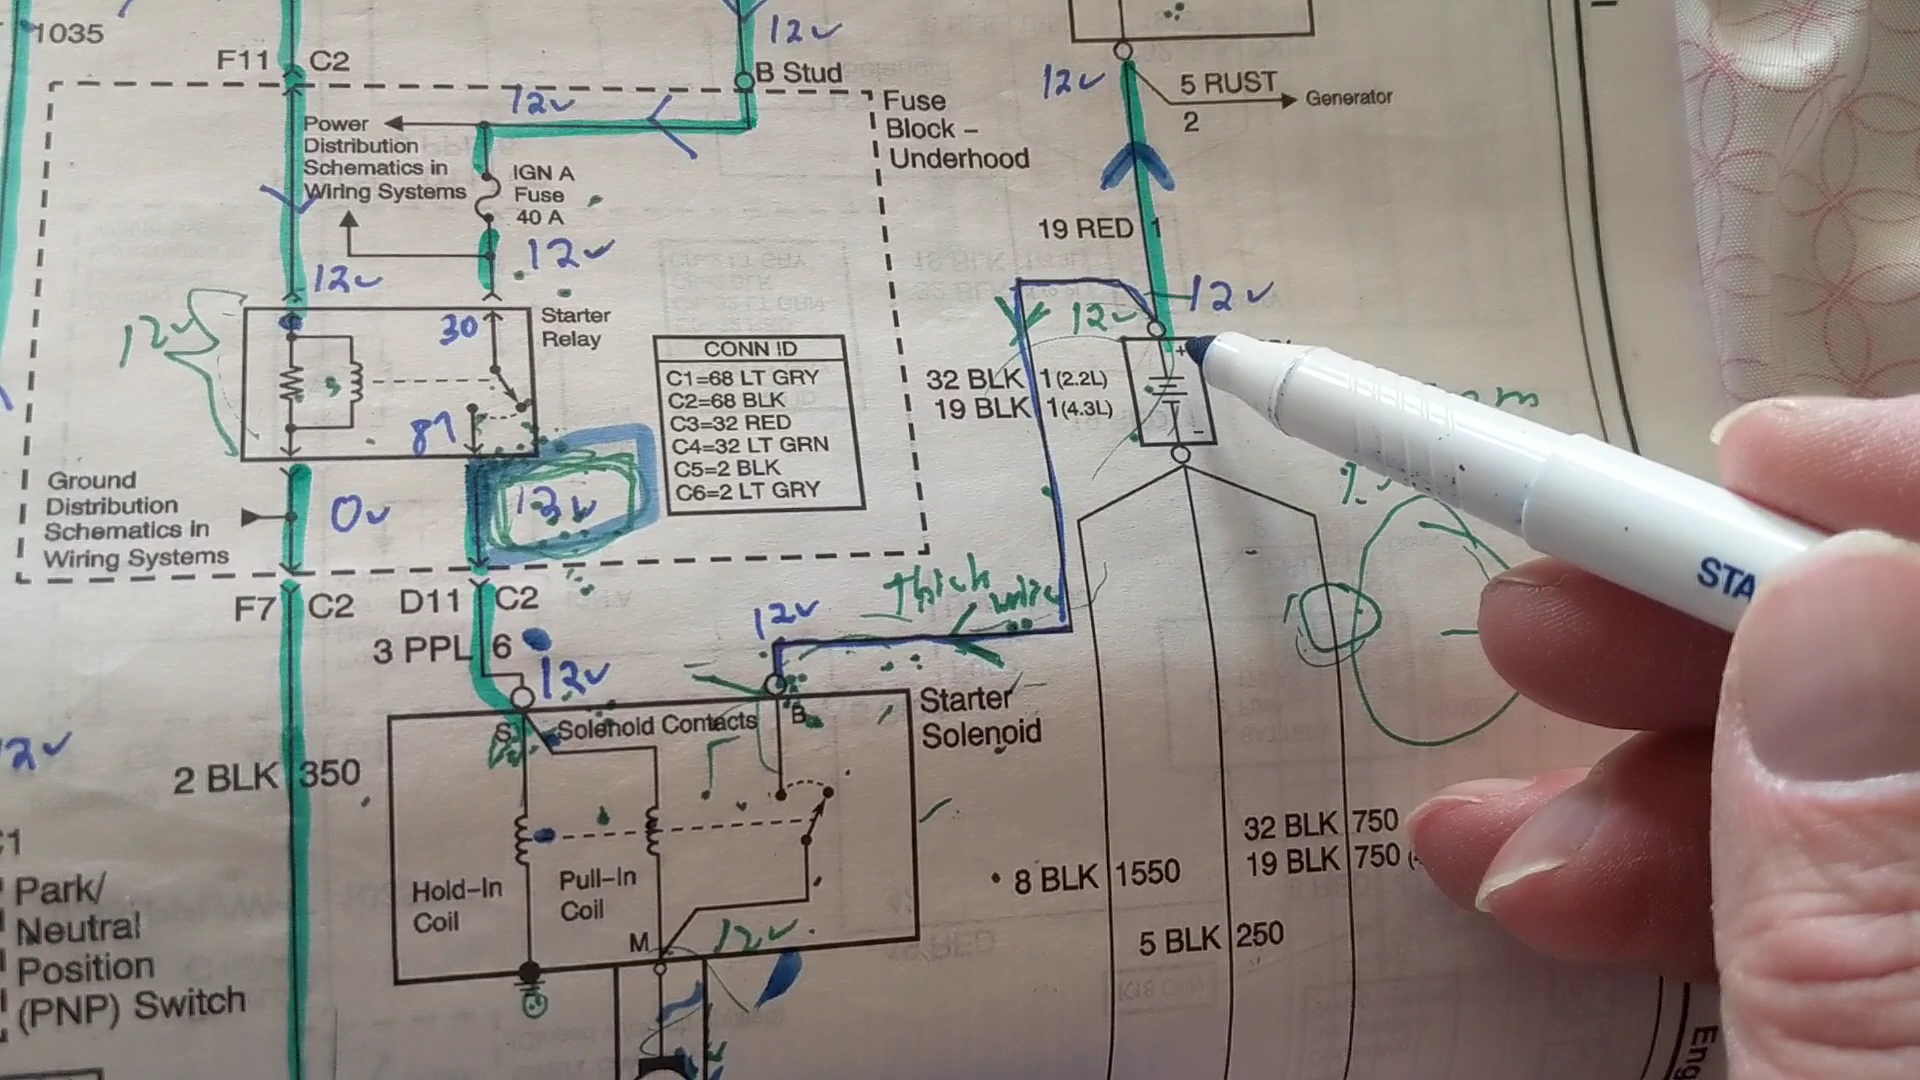 1035
F11 C2
12v
B Stud
12v
5 RUST
Generator
2
12v
Fuse
Block –
Underhood
Power
Distribution
Schematics in
Wiring Systems
IGN A
Fuse
40 A
12v
12v
19 RED 1
12v
12v
12v
30
Starter
Relay
87
CONN ID
C1=68 LT GRY
C2=68 BLK
C3=32 RED
C4=32 LT GRN
C5=2 BLK
C6=2 LT GRY
32 BLK 1(2.2L)
19 BLK 1(4.3L)
+
-
Ground
Distribution
Schematics in
Wiring Systems
0v
STA
F7 C2
D11 C2
3 PPL 6
12v
12v
thick wire
S
Solenoid Contacts
B
Starter
Solenoid
12v
2 BLK 350
Hold–In
Coil
Pull–In
Coil
M
12v
8 BLK 1550
32 BLK 750
19 BLK 750
5 BLK 250
Park/
Neutral
Position
(PNP) Switch
Eng